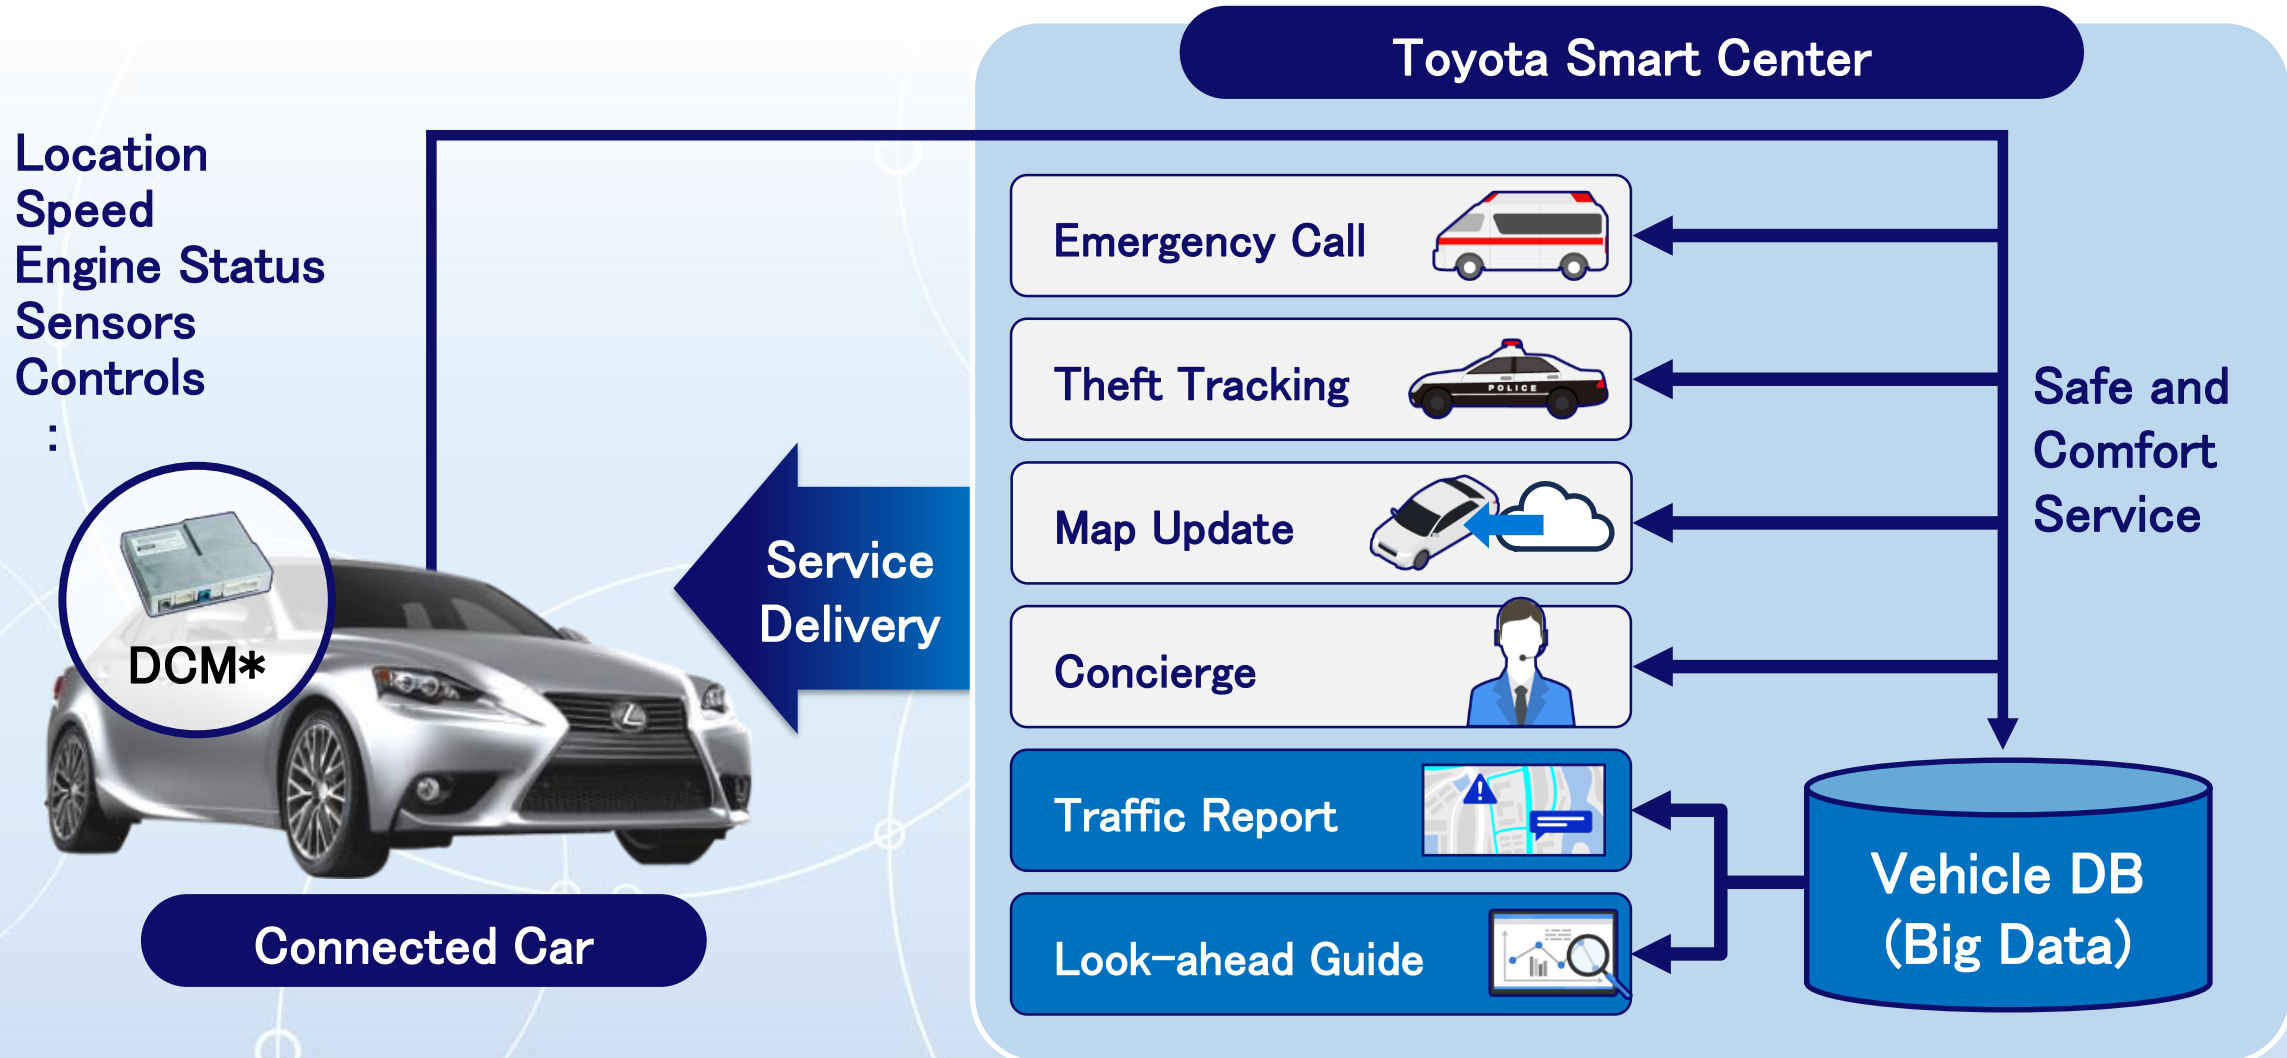 Toyota Smart Center
Location
Speed
Engine Status
Sensors
Controls
:
DCM*
Connected Car
Service
Delivery
Emergency Call
Theft Tracking
POLICE
Map Update
Concierge
Traffic Report
Look-ahead Guide
Safe and
Comfort
Service
Vehicle DB
(Big Data)